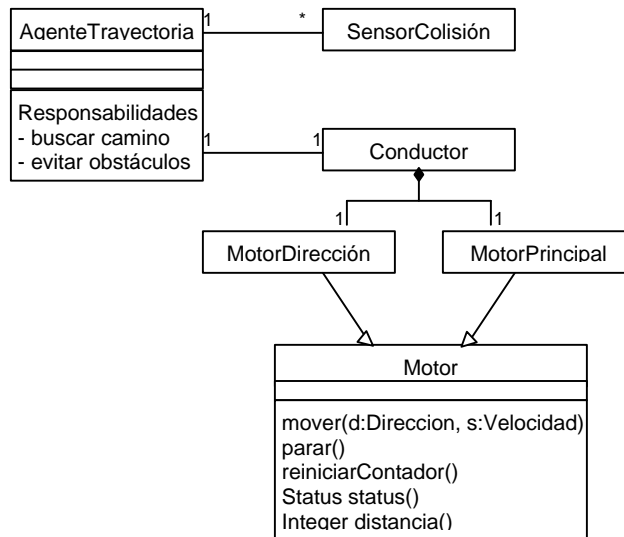 AgenteTrayectoria
1
*
SensorColisión
Responsabilidades
- buscar camino
- evitar obstáculos
1
1
Conductor
1
1
MotorDirección
MotorPrincipal
Motor
mover(d:Direccion, s:Velocidad)
parar()
reiniciarContador()
Status status()
Integer distancia()